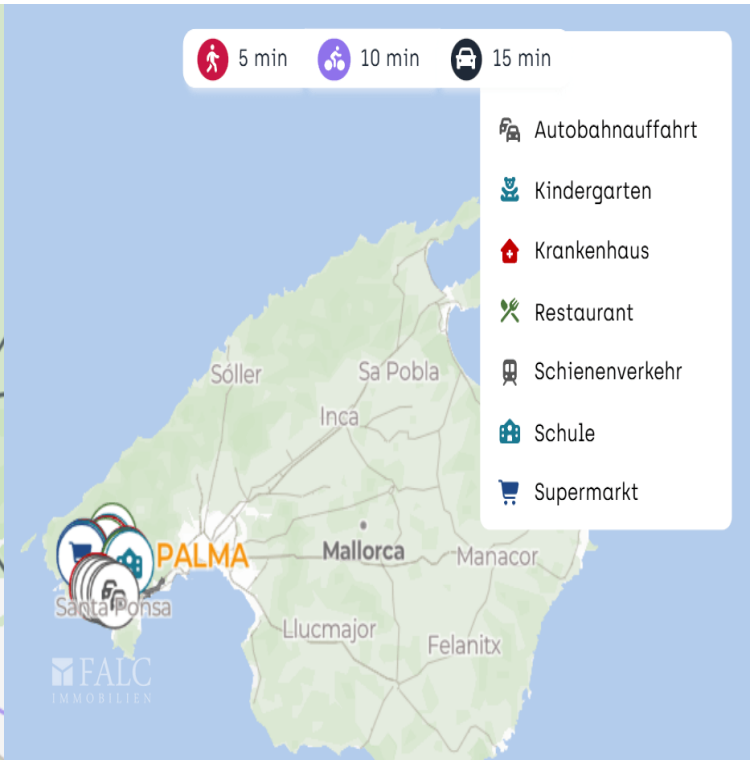 5 min
10 min
15 min
Autobahnauffahrt
Kindergarten
Krankenhaus
Restaurant
Schienenverkehr
Schule
Supermarkt
Sóller
Sa Pobla
Inca
PALMA
Mallorca
Manacor
Santa Ponsa
Llucmajor
Felanitx
FALC
IMMOBILIEN